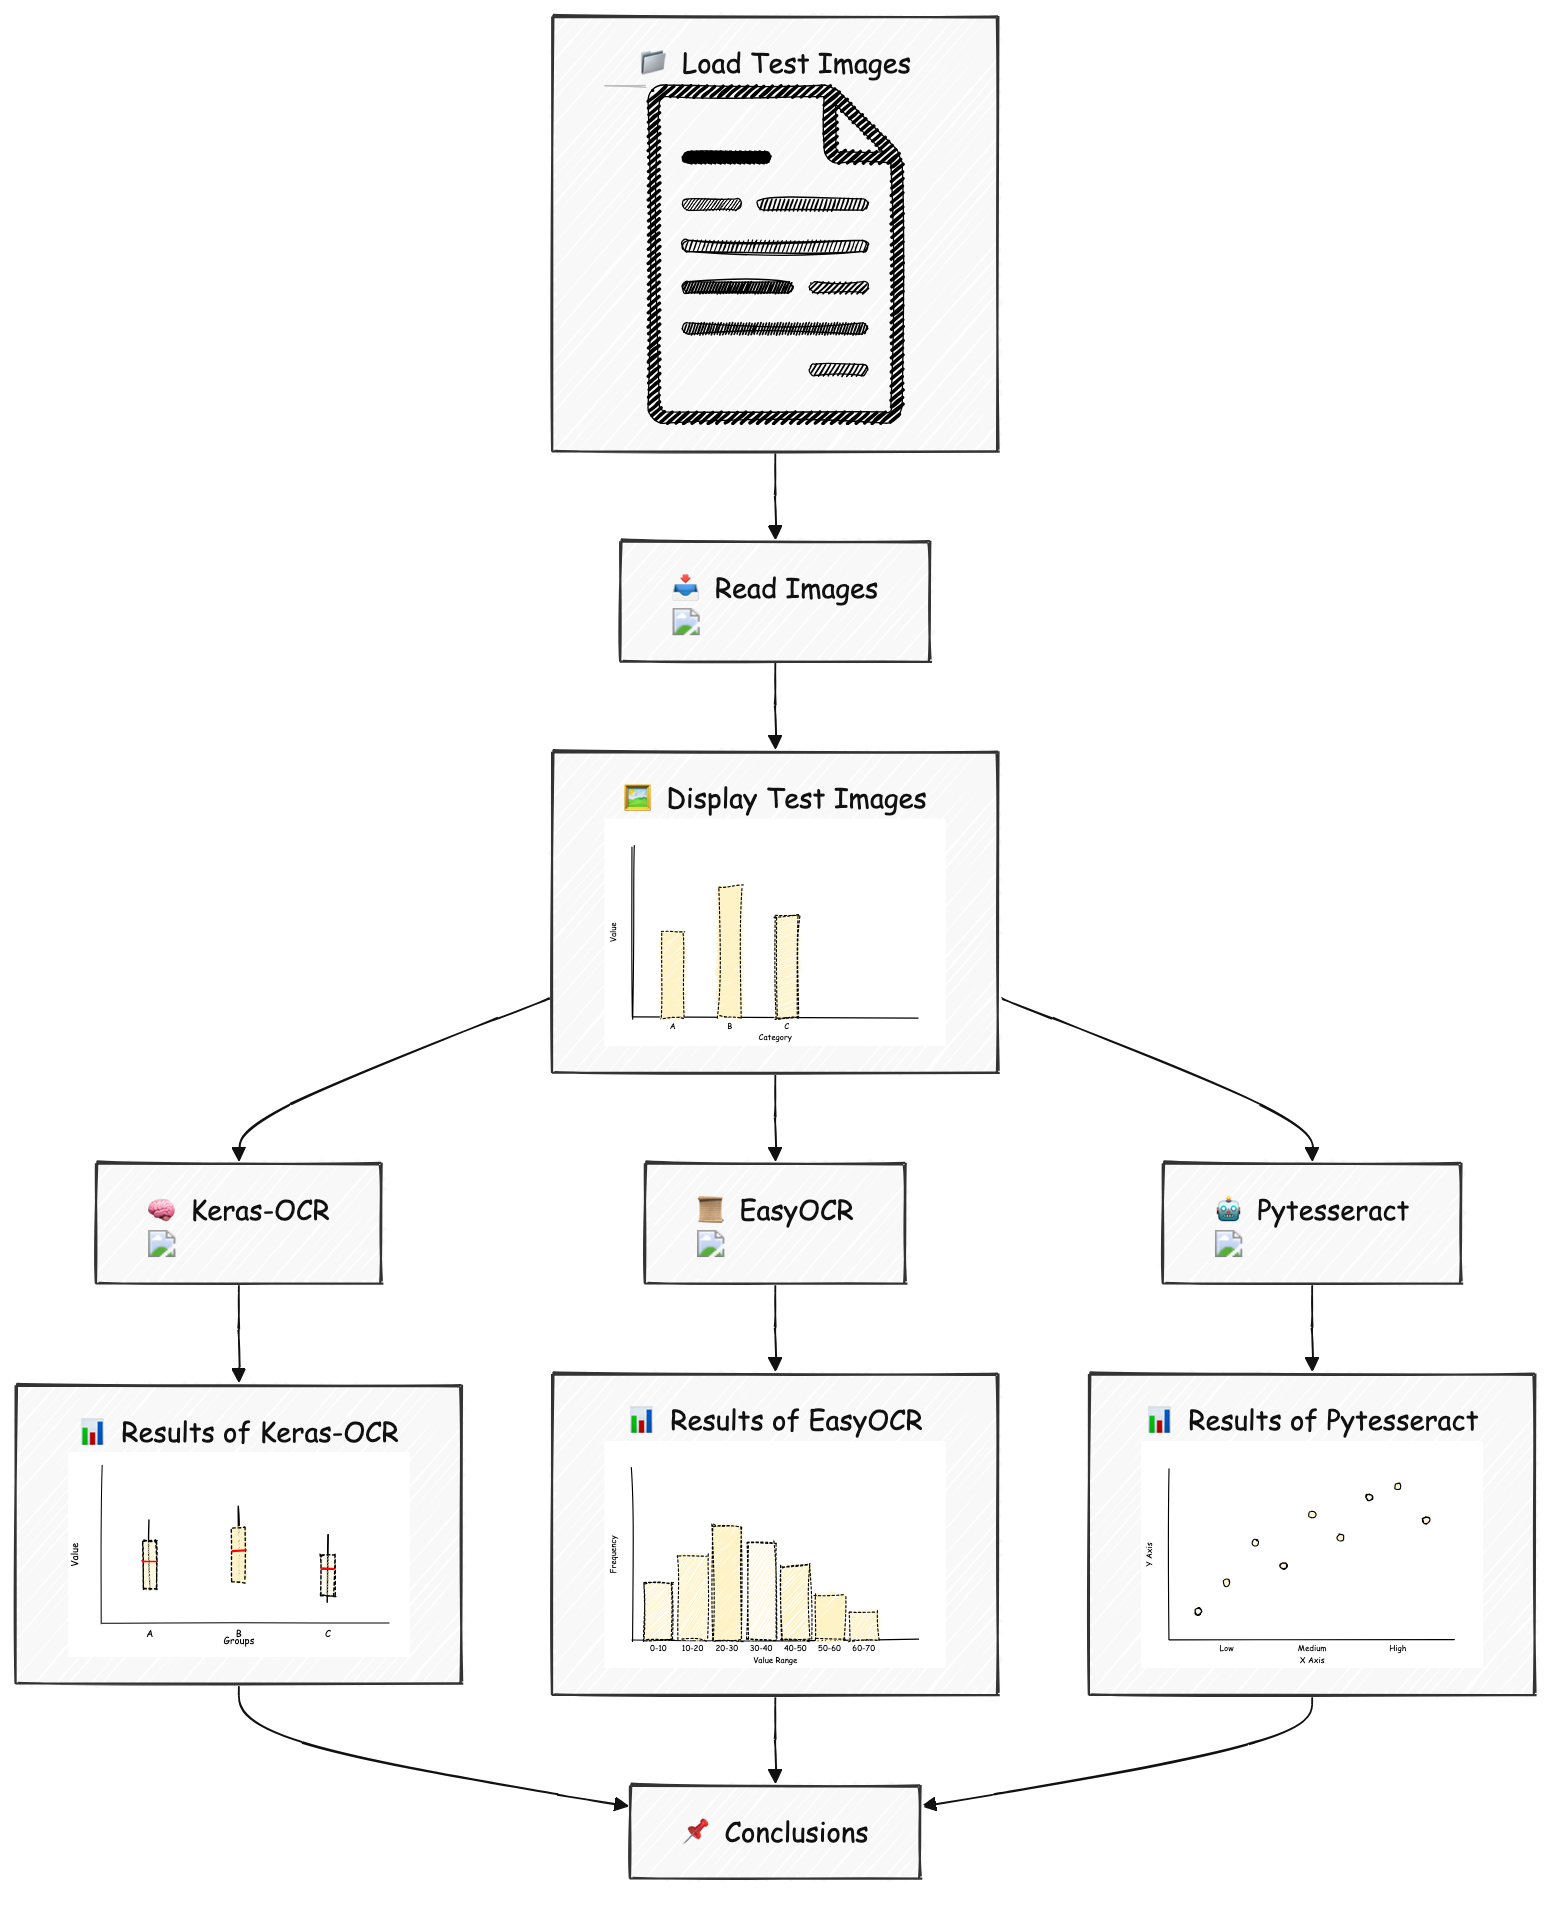 Load Test Images
Read Images
Display Test Images
Value
A B C
Category
Keras-OCR
EasyOCR
Pytesseract
Results of Keras-OCR
Value
A B C
Groups
Results of EasyOCR
Frequency
0-10 10-20 20-30 30-40 40-50 50-60 60-70
Value Range
Results of Pytesseract
Y Axis
Low Medium High
X Axis
Conclusions